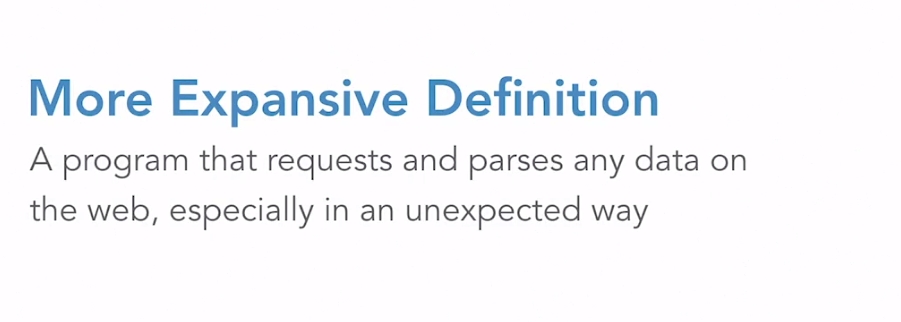 More Expansive Definition
A program that requests and parses any data on
the web, especially in an unexpected way